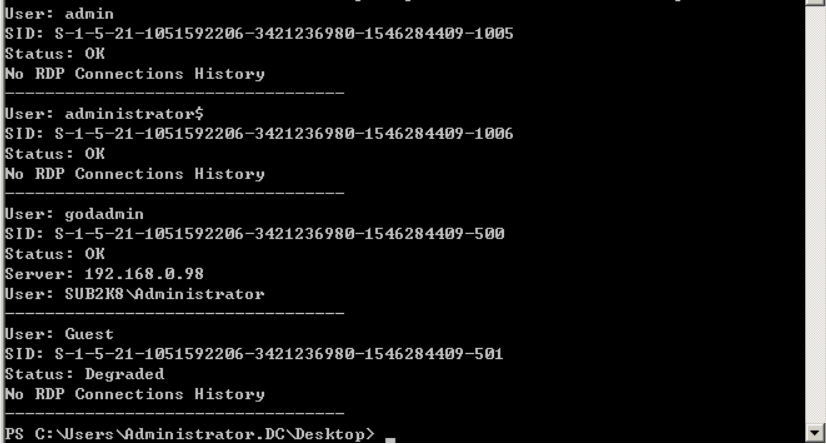 User: admin
SID: S-1-5-21-1051592206-3421236980-1546284409-1005
Status: OK
No RDP Connections History
----------------------------------
User: administrator$
SID: S-1-5-21-1051592206-3421236980-1546284409-1006
Status: OK
No RDP Connections History
----------------------------------
User: godadmin
SID: S-1-5-21-1051592206-3421236980-1546284409-500
Status: OK
Server: 192.168.0.98
User: SUB2K8\Administrator
----------------------------------
User: Guest
SID: S-1-5-21-1051592206-3421236980-1546284409-501
Status: Degraded
No RDP Connections History
----------------------------------
PS C:\Users\Administrator.DC\Desktop> _